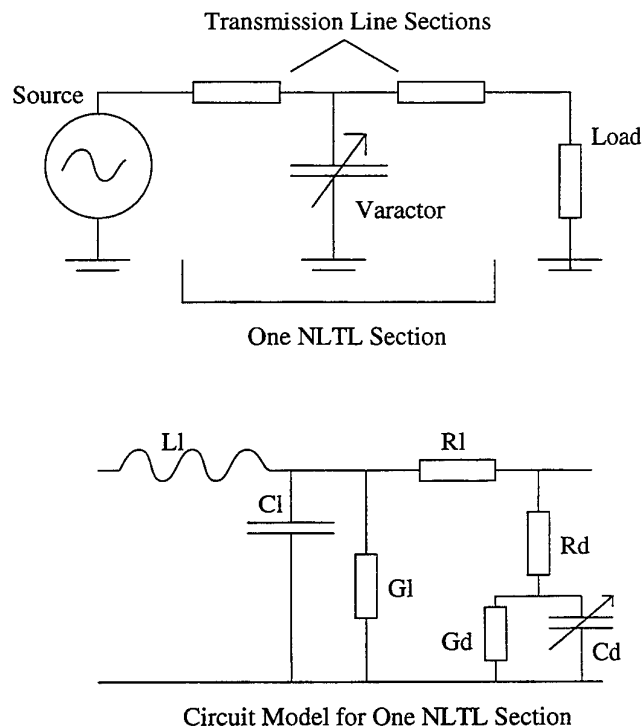 Transmission Line Sections
Source
Load
Varactor
One NLTL Section
Ll
Rl
Cl
Rd
Gl
Gd
Cd
Circuit Model for One NLTL Section